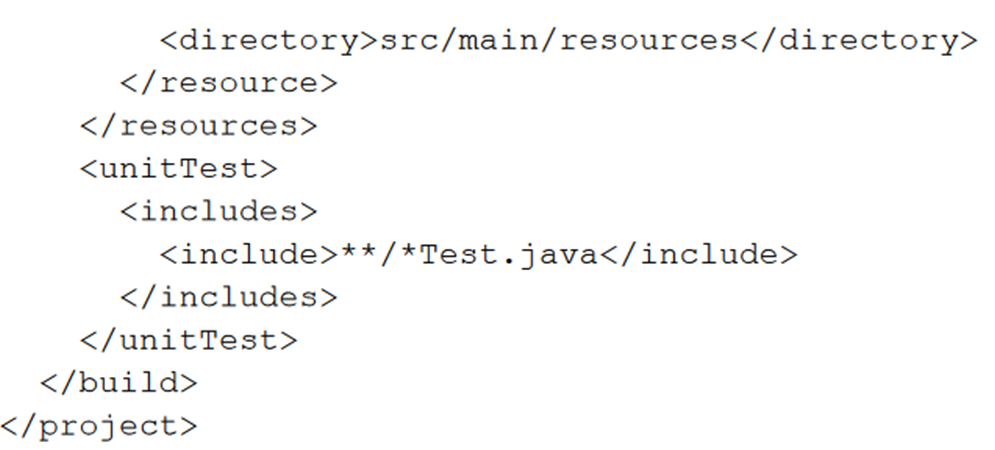 <directory>src/main/resources</directory>
      </resource>
    </resources>
    <unitTest>
      <includes>
        <include>**/*Test.java</include>
      </includes>
    </unitTest>
  </build>
</project>